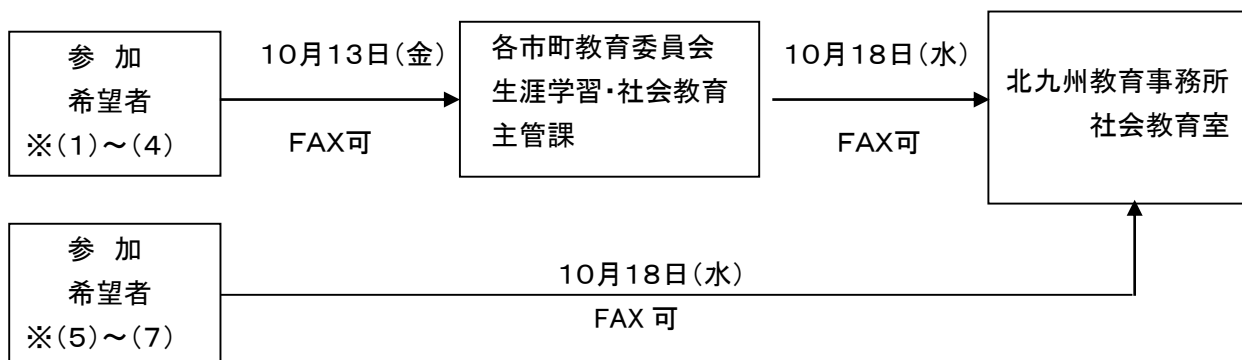 参　加
希望者
※（１）～（４）
１０月１３日（金）
FAX可
各市町教育委員会
生涯学習・社会教育
主管課
１０月１８日（水）
FAX可
北九州教育事務所
社会教育室
参　加
希望者
※（５）～（７）
１０月１８日（水）
FAX 可